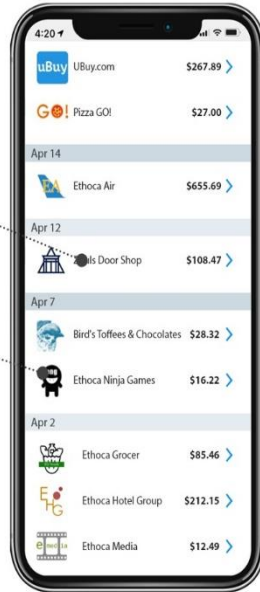 4:20
uBuy UBuy.com $267.89
GO! Pizza GO! $27.00
Apr 14
EA Ethoca Air $655.69
Apr 12
Door Shop $108.47
Apr 7
Bird's Toffees & Chocolates $28.32
Ethoca Ninja Games $16.22
Apr 2
Ethoca Grocer $85.46
EHG Ethoca Hotel Group $212.15
e media Ethoca Media $12.49